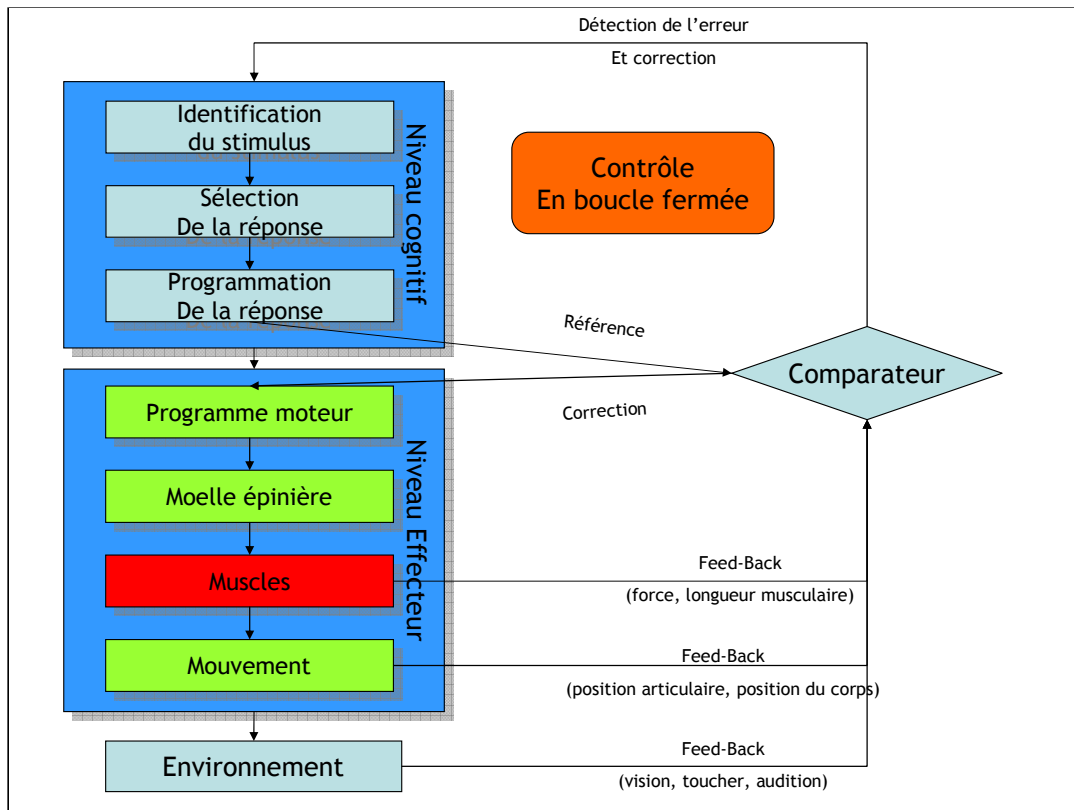 Détection de l'erreur
Et correction
Identification
du stimulus
Sélection
De la réponse
Programmation
De la réponse
Niveau cognitif
Contrôle
En boucle fermée
Référence
Comparateur
Correction
Programme moteur
Moelle épinière
Muscles
Mouvement
Niveau Effecteur
Feed-Back
(force, longueur musculaire)
Feed-Back
(position articulaire, position du corps)
Environnement
Feed-Back
(vision, toucher, audition)